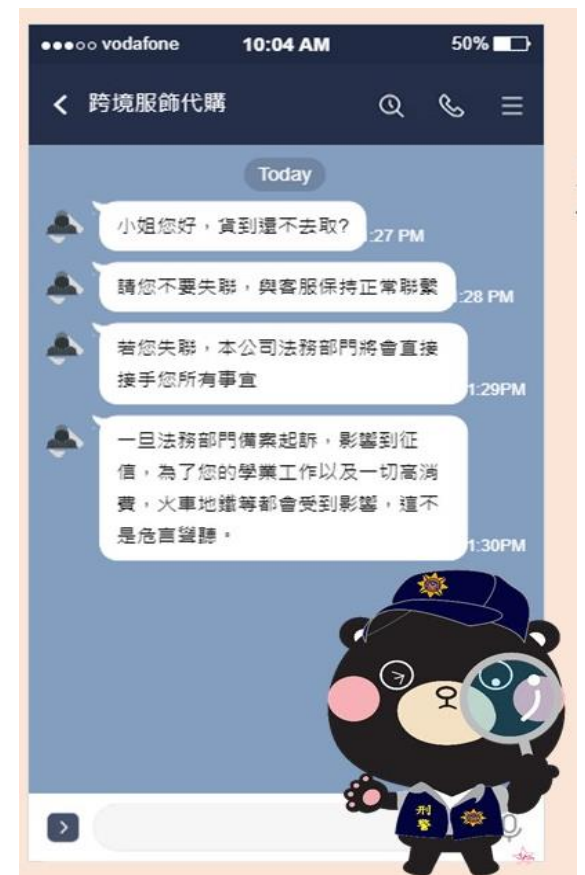 vodafone 10:04 AM 50%
跨境服飾代購
Today
小姐您好，貨到還不去取?
:27 PM
請您不要失聯，與客服保持正常聯繫
:28 PM
若您失聯，本公司法務部門將會直接
接手您所有事宜
1:29PM
一旦法務部門備案起訴，影響到征
信，為了您的學業工作以及一切高消
費，火車地鐵等都會受到影響，這不
是危言聳聽。
1:30PM
刑
警